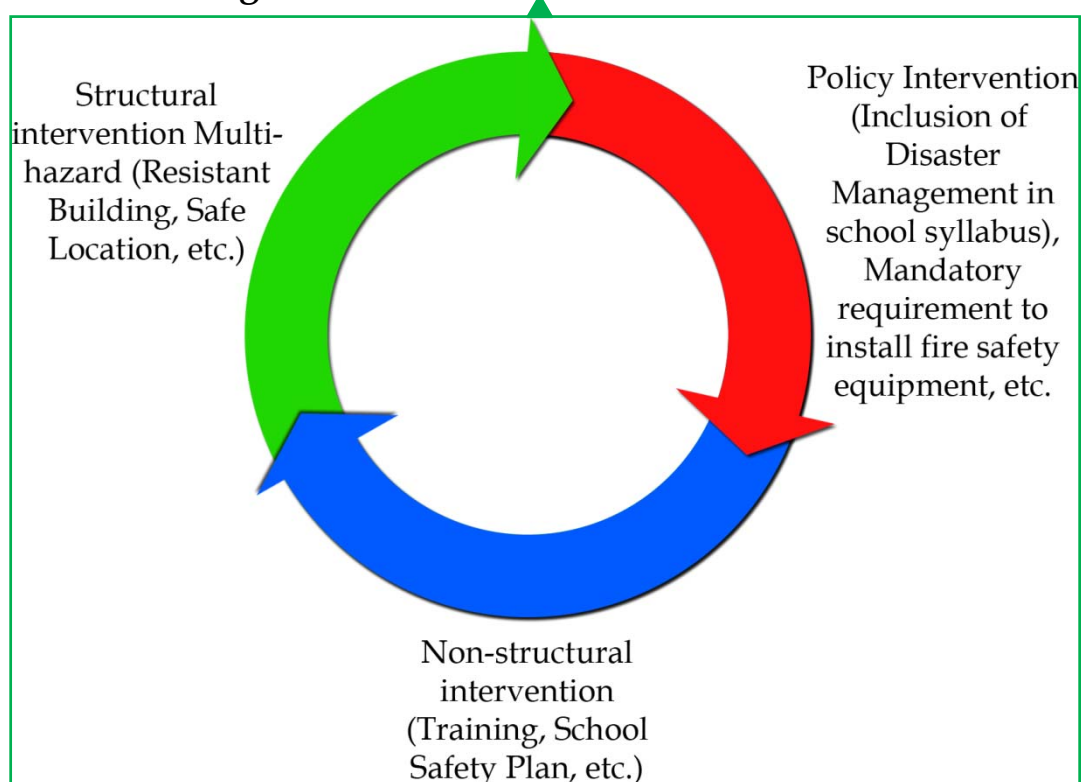 Structural
intervention Multi-
hazard (Resistant
Building, Safe
Location, etc.)
Policy Intervention
(Inclusion of
Disaster
Management in
school syllabus),
Mandatory
requirement to
install fire safety
equipment, etc.
Non-structural
intervention
(Training, School
Safety Plan, etc.)